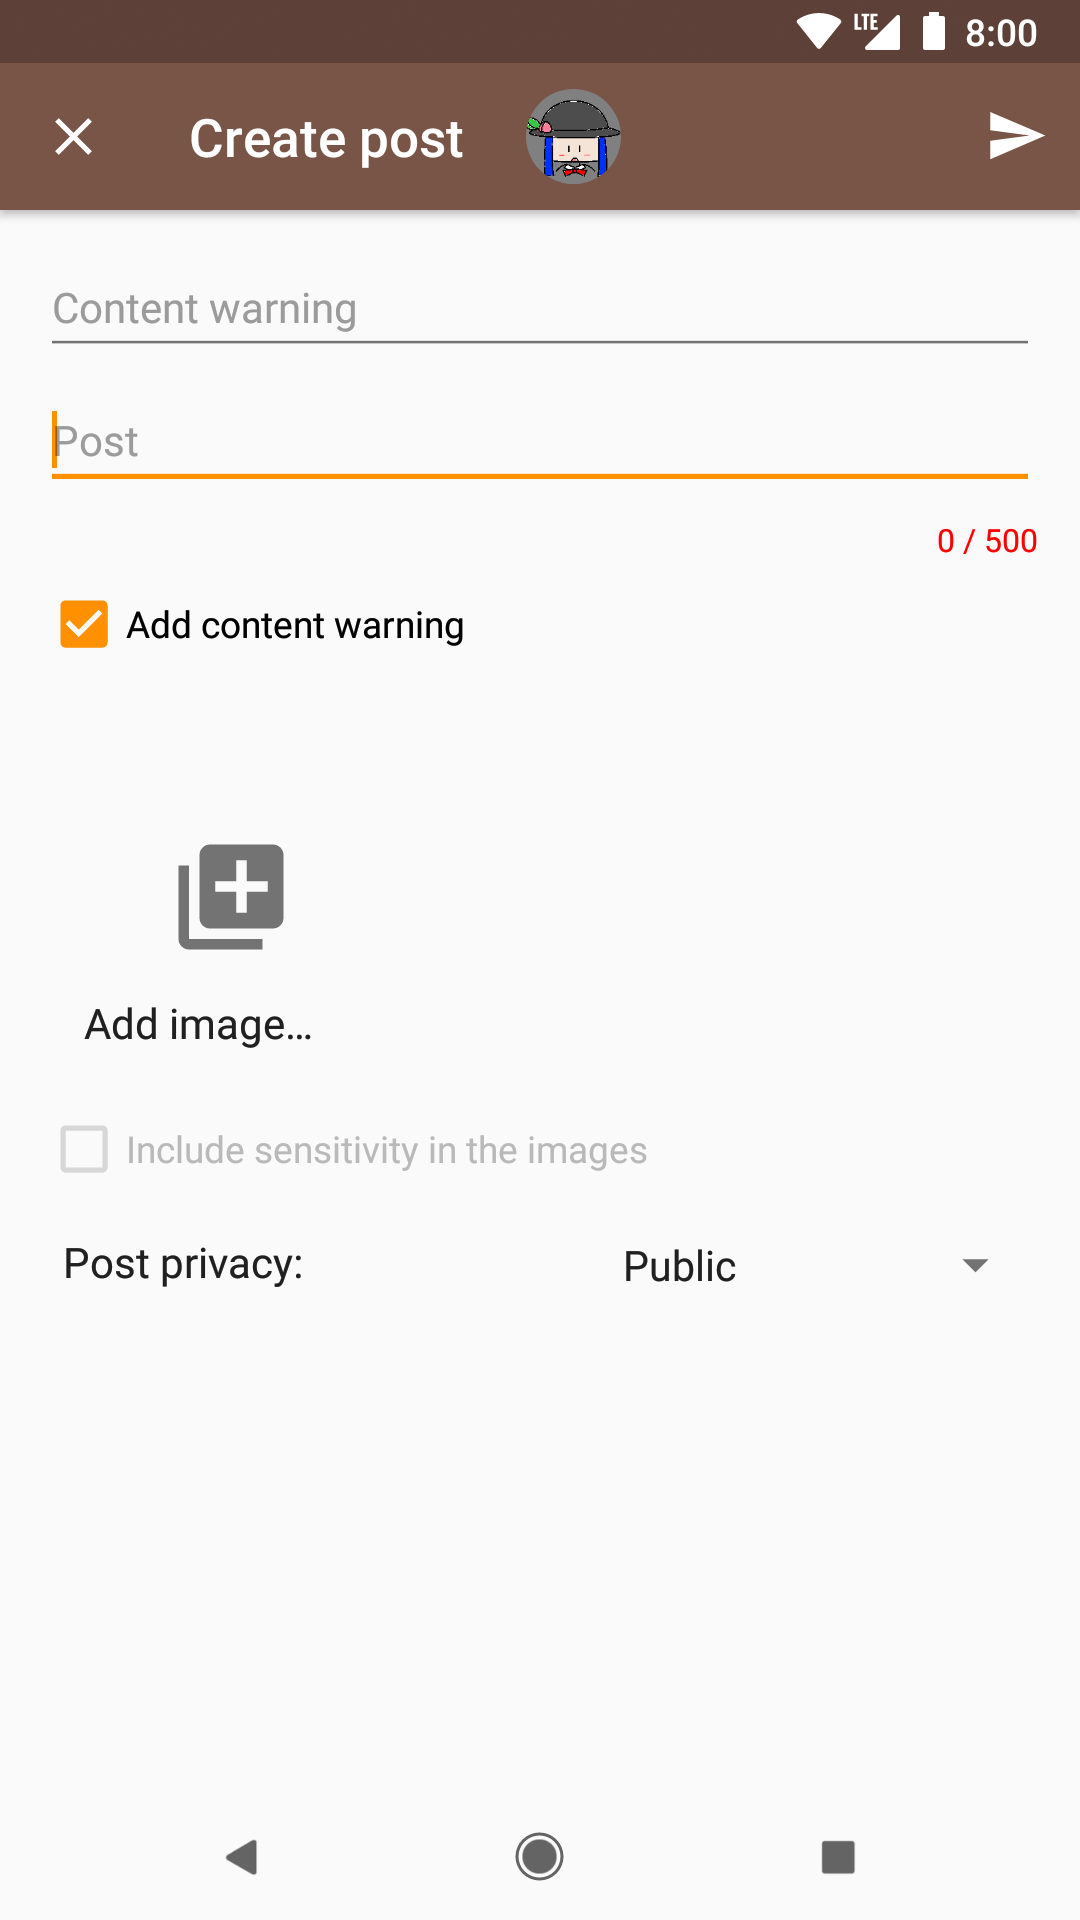 LTE 8:00
Create post
Content warning
Post
0 / 500
Add content warning
Add image…
Include sensitivity in the images
Post privacy: Public